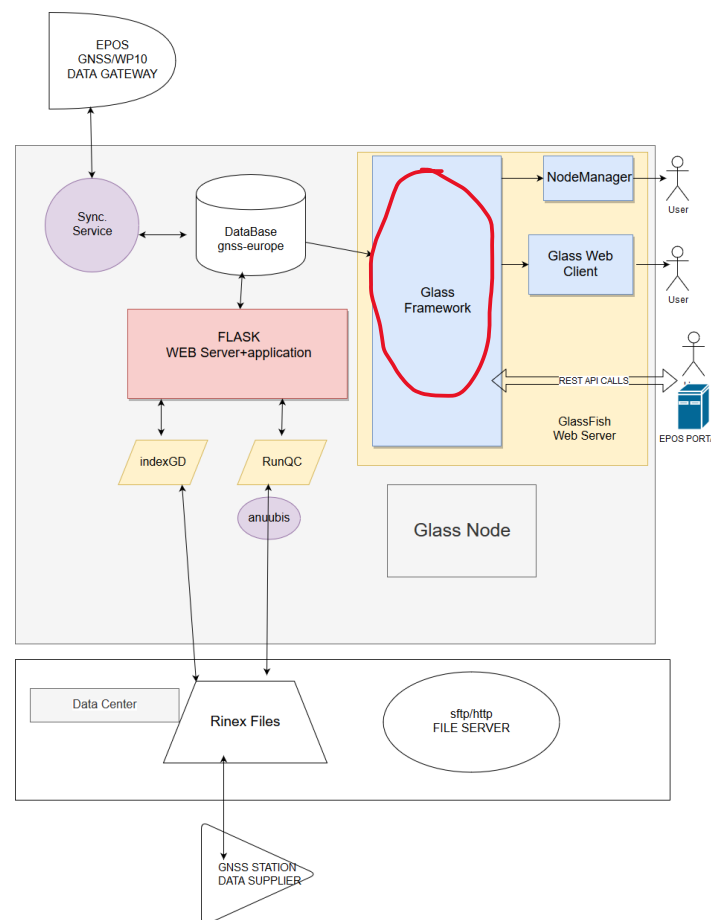 EPOS
GNSS/WP10
DATA GATEWAY
Sync.
Service
DataBase
gnss-europe
Glass
Framework
NodeManager
User
Glass Web
Client
User
FLASK
WEB Server+application
REST API CALLS
EPOS PORTA
GlassFish
Web Server
indexGD
RunQC
anuubis
Glass Node
Data Center
Rinex Files
sftp/http
FILE SERVER
GNSS STATION
DATA SUPPLIER